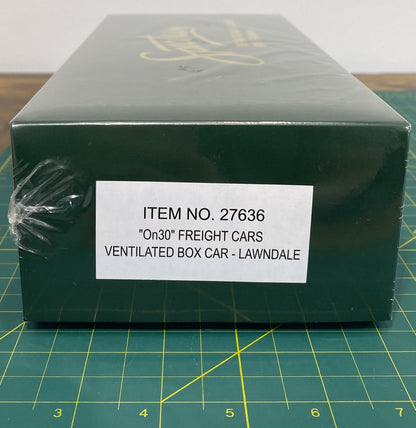 ITEM NO. 27636
"On30" FREIGHT CARS
VENTILATED BOX CAR - LAWNDALE
3 4 5 6 7